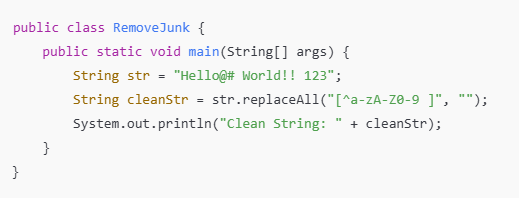 public class RemoveJunk {
    public static void main(String[] args) {
        String str = "Hello@# World!! 123";
        String cleanStr = str.replaceAll("[^a-zA-Z0-9 ]", "");
        System.out.println("Clean String: " + cleanStr);
    }
}